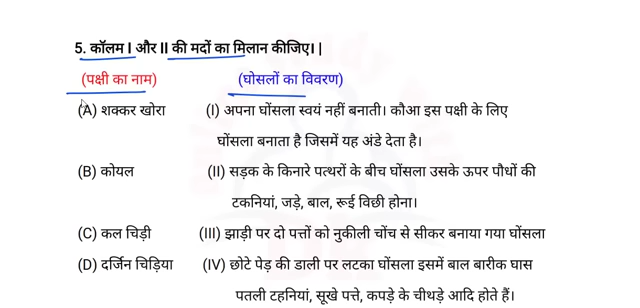 5. कॉलम I और II की मदों का मिलान कीजिए। |
(पक्षी का नाम) (घोसलों का विवरण)
(A) शक्कर खोरा (I) अपना घोंसला स्वयं नहीं बनाती। कौआ इस पक्षी के लिए
घोंसला बनाता है जिसमें यह अंडे देता है।
(B) कोयल (II) सड़क के किनारे पत्थरों के बीच घोंसला उसके ऊपर पौधों की
टकनियां, जड़े, बाल, रूई विछी होना।
(C) कल चिड़ी (III) झाड़ी पर दो पत्तों को नुकीली चोंच से सीकर बनाया गया घोंसला
(D) दर्जिन चिड़िया (IV) छोटे पेड़ की डाली पर लटका घोंसला इसमें बाल बारीक घास
पतली टहनियां, सूखे पत्ते, कपड़े के चीथड़े आदि होते हैं।